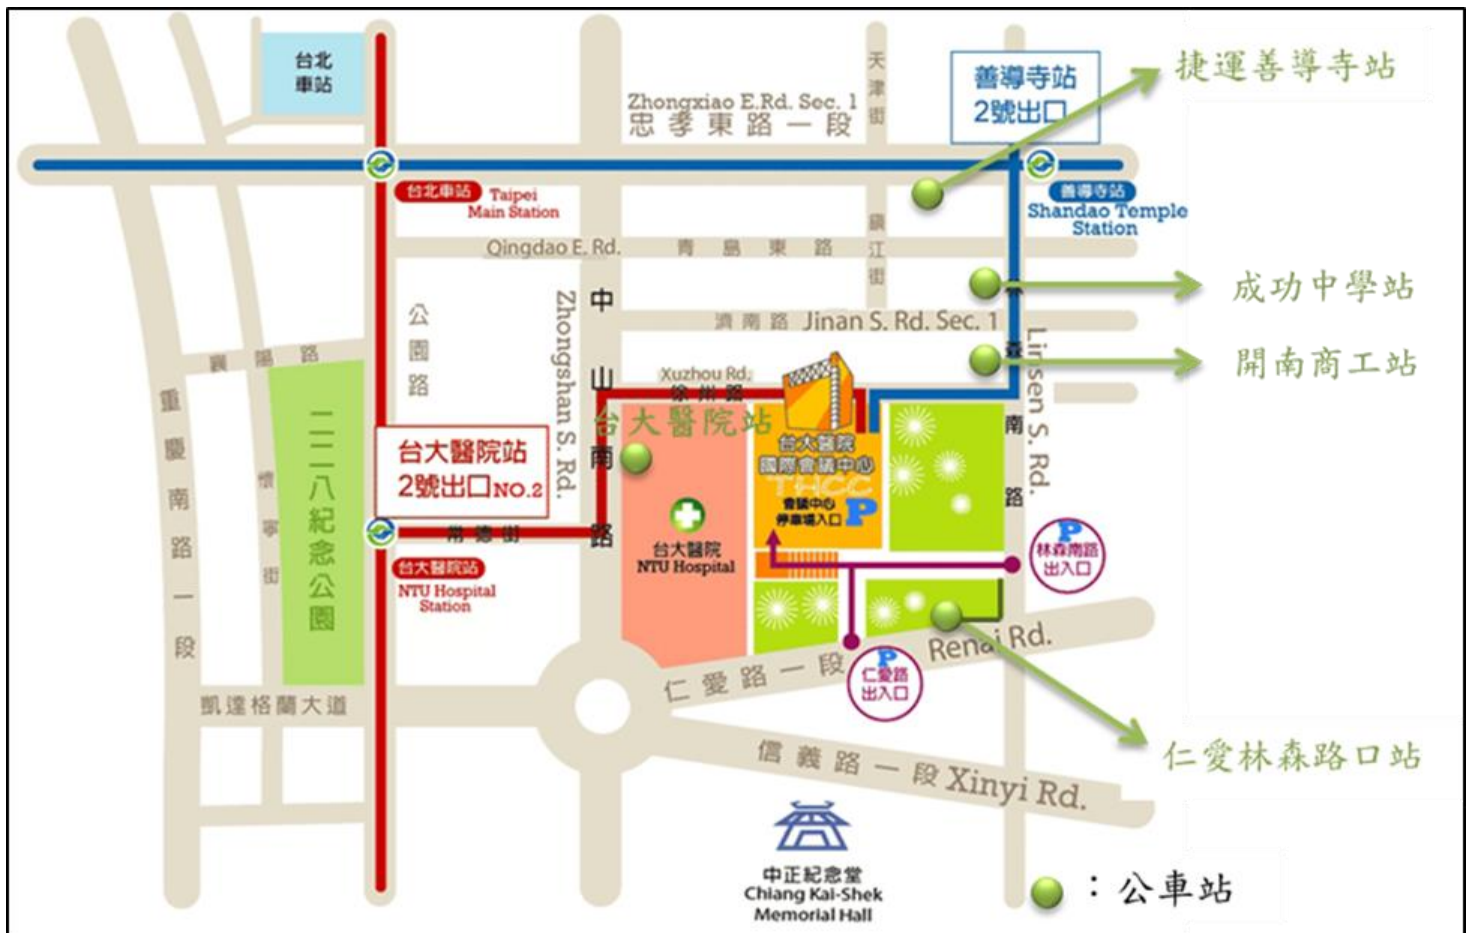 台北
車站
天津街
善導寺站
2號出口
捷運善導寺站
Zhongxiao E.Rd. Sec. 1
忠孝東路一段
台北車站 Taipei
Main Station
善導寺站
Shandao Temple
Station
Qingdao E. Rd. 青島東路
鎮江街
成功中學站
公園路
Zhongshan S. Rd.
中山南路
濟南路 Jinan S. Rd. Sec. 1
Linsen S. Rd.
森南路
開南商工站
襄陽路
Xuzhou Rd.
徐州路
重慶南路一段
懷寧街
二二八紀念公園
台大醫院站
2號出口NO.2
台大醫院站
台大醫院
國際會議中心
THCC
會議中心
停車場入口 P
常德街
台大醫院
NTU Hospital
P
林森南路
出入口
台大醫院站
NTU Hospital
Station
Renai Rd.
仁愛路一段
P
仁愛路
出入口
凱達格蘭大道
信義路一段 Xinyi Rd.
仁愛林森路口站
中正紀念堂
Chiang Kai-Shek
Memorial Hall
：公車站